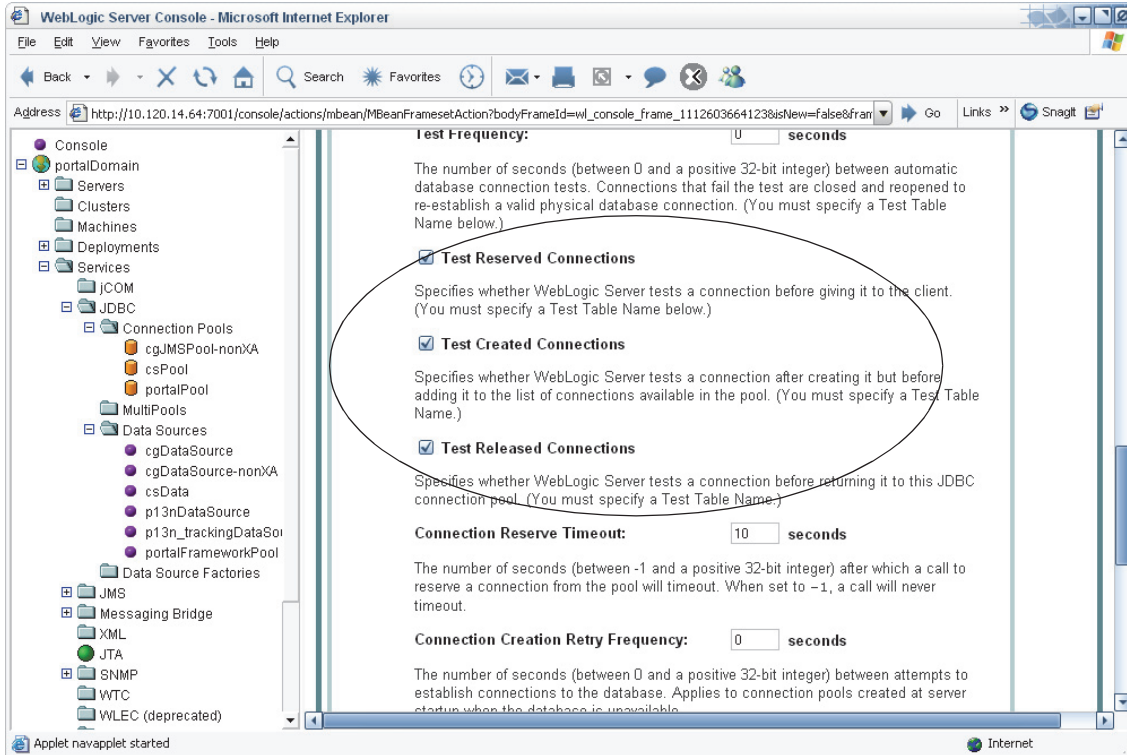 WebLogic Server Console - Microsoft Internet Explorer
File Edit View Favorites Tools Help
Back Search Favorites
Address http://10.120.14.64:7001/console/actions/mbean/MBeanFramesetAction?bodyFrameId=wl_console_frame_1112603664123&isNew=false&fram Go Links » SnagIt
Console
portalDomain
Servers
Clusters
Machines
Deployments
Services
jCOM
JDBC
Connection Pools
cgJMSPool-nonXA
csPool
portalPool
MultiPools
Data Sources
cgDataSource
cgDataSource-nonXA
csData
p13nDataSource
p13n_trackingDataSou
portalFrameworkPool
Data Source Factories
JMS
Messaging Bridge
XML
JTA
SNMP
WTC
WLEC (deprecated)
Test Frequency: 0 seconds
The number of seconds (between 0 and a positive 32-bit integer) between automatic
database connection tests. Connections that fail the test are closed and reopened to
re-establish a valid physical database connection. (You must specify a Test Table
Name below.)
Test Reserved Connections
Specifies whether WebLogic Server tests a connection before giving it to the client.
(You must specify a Test Table Name below.)
Test Created Connections
Specifies whether WebLogic Server tests a connection after creating it but before
adding it to the list of connections available in the pool. (You must specify a Test Table
Name.)
Test Released Connections
Specifies whether WebLogic Server tests a connection before returning it to this JDBC
connection pool. (You must specify a Test Table Name.)
Connection Reserve Timeout: 10 seconds
The number of seconds (between -1 and a positive 32-bit integer) after which a call to
reserve a connection from the pool will timeout. When set to -1, a call will never
timeout.
Connection Creation Retry Frequency: 0 seconds
The number of seconds (between 0 and a positive 32-bit integer) between attempts to
establish connections to the database. Applies to connection pools created at server
startup when the database is unavailable.
Applet navapplet started Internet